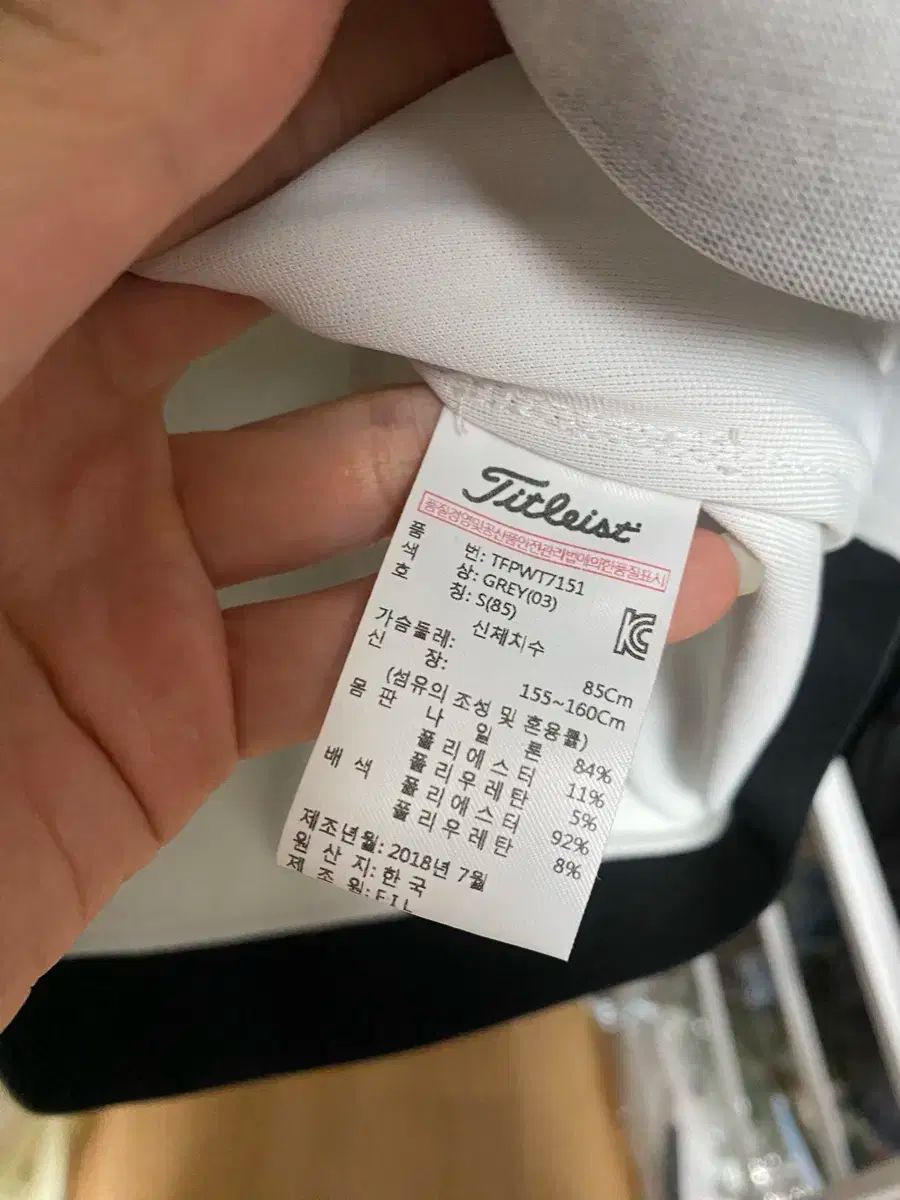 Titleist
품질경영및공산품안전관리법에의한품질표시
품 번: TFPWT7151
색 상: GREY(03)
호 칭: S(85)
신체치수
가슴둘레: 85Cm
신 장: 155~160Cm
(섬유의 조성 및 혼용률)
몸 판 나 일 론 84%
폴 리 에 스 터 11%
폴 리 우 레 탄 5%
배 색 폴 리 에 스 터 92%
폴 리 우 레 탄 8%
제조년월: 2018년 7월
원 산 지: 한 국
제 조 원: